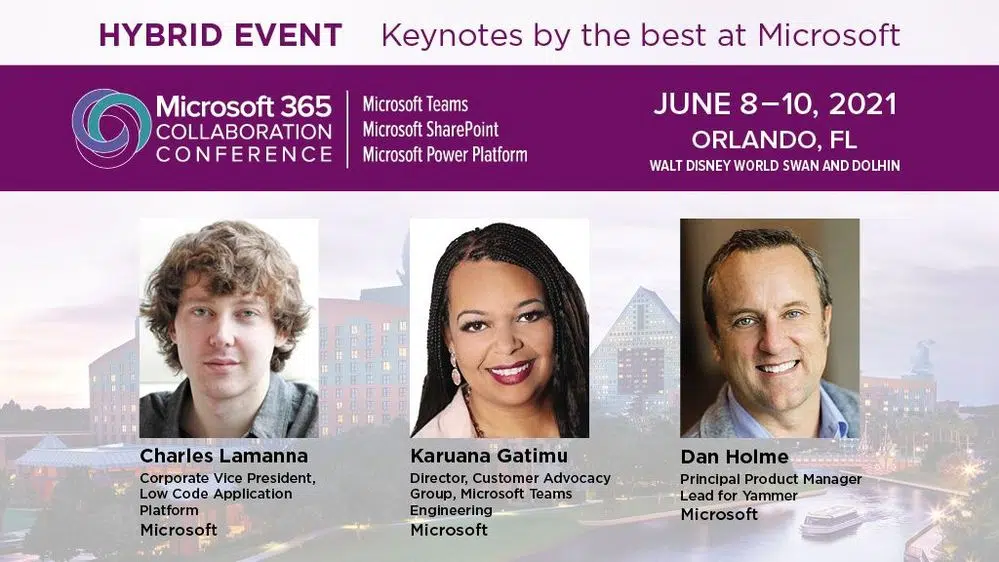 HYBRID EVENT Keynotes by the best at Microsoft
Microsoft 365
COLLABORATION
CONFERENCE
Microsoft Teams
Microsoft SharePoint
Microsoft Power Platform
JUNE 8–10, 2021
ORLANDO, FL
WALT DISNEY WORLD SWAN AND DOLHIN
Charles Lamanna
Corporate Vice President,
Low Code Application
Platform
Microsoft
Karuana Gatimu
Director, Customer Advocacy
Group, Microsoft Teams
Engineering
Microsoft
Dan Holme
Principal Product Manager
Lead for Yammer
Microsoft